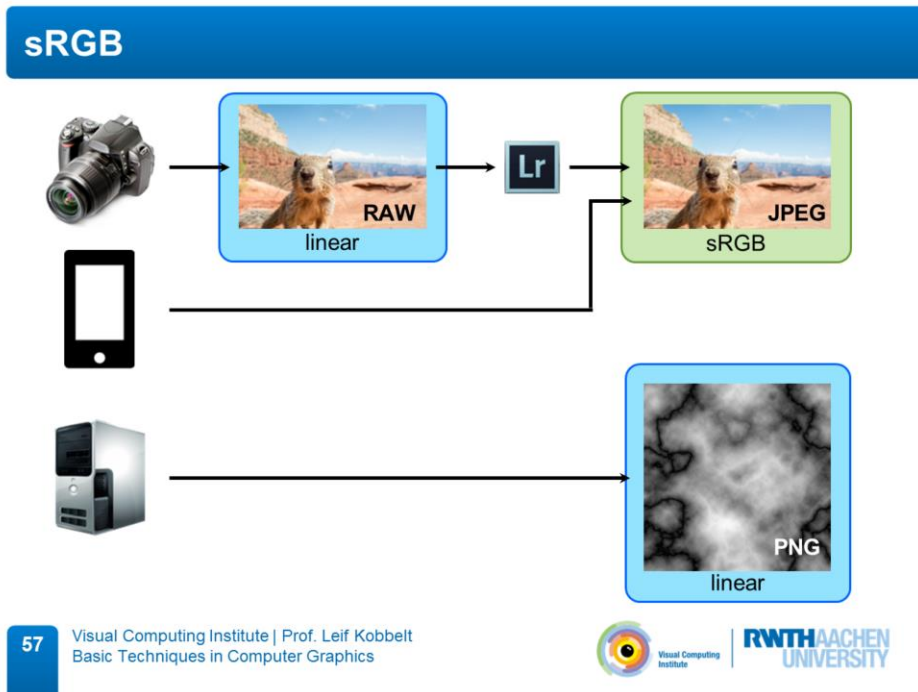 sRGB
RAW
linear
Lr
JPEG
sRGB
PNG
linear
57
Visual Computing Institute | Prof. Leif Kobbelt
Basic Techniques in Computer Graphics
Visual Computing
Institute
RWTHAACHEN
UNIVERSITY